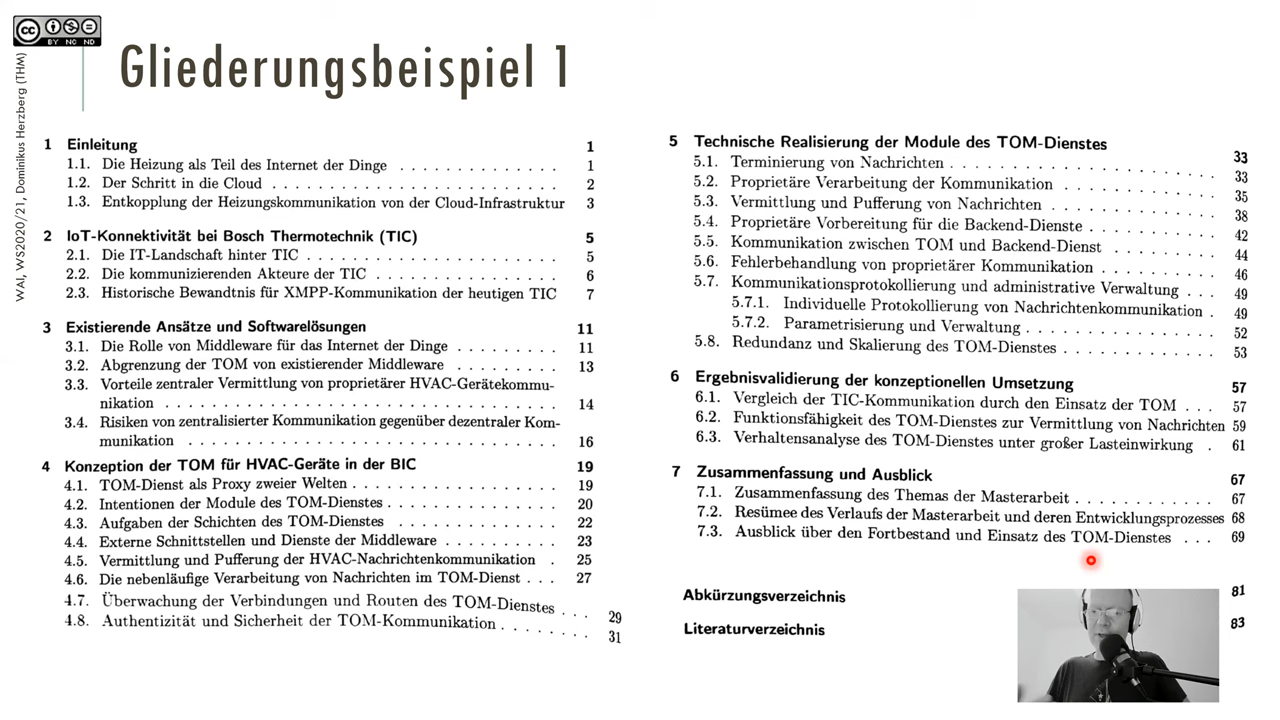 cc BY NC ND
Gliederungsbeispiel 1
WAI, WS2020/21, Dominikus Herzberg (THM)
1 Einleitung 1
1.1. Die Heizung als Teil des Internet der Dinge . . . . . . . . . . 1
1.2. Der Schritt in die Cloud . . . . . . . . . . . . . . . . . . 2
1.3. Entkopplung der Heizungskommunikation von der Cloud-Infrastruktur 3
2 IoT-Konnektivität bei Bosch Thermotechnik (TIC) 5
2.1. Die IT-Landschaft hinter TIC . . . . . . . . . . . . . . . . 5
2.2. Die kommunizierenden Akteure der TIC . . . . . . . . . . . . 6
2.3. Historische Bewandtnis für XMPP-Kommunikation der heutigen TIC 7
3 Existierende Ansätze und Softwarelösungen 11
3.1. Die Rolle von Middleware für das Internet der Dinge . . . . . . 11
3.2. Abgrenzung der TOM von existierender Middleware . . . . . . . 13
3.3. Vorteile zentraler Vermittlung von proprietärer HVAC-Gerätekommu-
nikation . . . . . . . . . . . . . . . . . . . . . . . . 14
3.4. Risiken von zentralisierter Kommunikation gegenüber dezentraler Kom-
munikation . . . . . . . . . . . . . . . . . . . . . . . 16
4 Konzeption der TOM für HVAC-Geräte in der BIC 19
4.1. TOM-Dienst als Proxy zweier Welten . . . . . . . . . . . . . 19
4.2. Intentionen der Module des TOM-Dienstes . . . . . . . . . . . 20
4.3. Aufgaben der Schichten des TOM-Dienstes . . . . . . . . . . 22
4.4. Externe Schnittstellen und Dienste der Middleware . . . . . . . 23
4.5. Vermittlung und Pufferung der HVAC-Nachrichtenkommunikation . 25
4.6. Die nebenläufige Verarbeitung von Nachrichten im TOM-Dienst . . . 27
4.7. Überwachung der Verbindungen und Routen des TOM-Dienstes . . . 29
4.8. Authentizität und Sicherheit der TOM-Kommunikation . . . . . . . 31
5 Technische Realisierung der Module des TOM-Dienstes 33
5.1. Terminierung von Nachrichten . . . . . . . . . . . . . . . . 33
5.2. Proprietäre Verarbeitung der Kommunikation . . . . . . . . . . 35
5.3. Vermittlung und Pufferung von Nachrichten . . . . . . . . . . . 38
5.4. Proprietäre Vorbereitung für die Backend-Dienste . . . . . . . . 42
5.5. Kommunikation zwischen TOM und Backend-Dienst . . . . . . . 44
5.6. Fehlerbehandlung von proprietärer Kommunikation . . . . . . . 46
5.7. Kommunikationsprotokollierung und administrative Verwaltung . . . 49
5.7.1. Individuelle Protokollierung von Nachrichtenkommunikation . 49
5.7.2. Parametrisierung und Verwaltung . . . . . . . . . . . . 52
5.8. Redundanz und Skalierung des TOM-Dienstes . . . . . . . . . . 53
6 Ergebnisvalidierung der konzeptionellen Umsetzung 57
6.1. Vergleich der TIC-Kommunikation durch den Einsatz der TOM . . . 57
6.2. Funktionsfähigkeit des TOM-Dienstes zur Vermittlung von Nachrichten 59
6.3. Verhaltensanalyse des TOM-Dienstes unter großer Lasteinwirkung . 61
7 Zusammenfassung und Ausblick 67
7.1. Zusammenfassung des Themas der Masterarbeit . . . . . . . . . 67
7.2. Resümee des Verlaufs der Masterarbeit und deren Entwicklungsprozesses 68
7.3. Ausblick über den Fortbestand und Einsatz des TOM-Dienstes . . . 69
Abkürzungsverzeichnis 81
Literaturverzeichnis 83